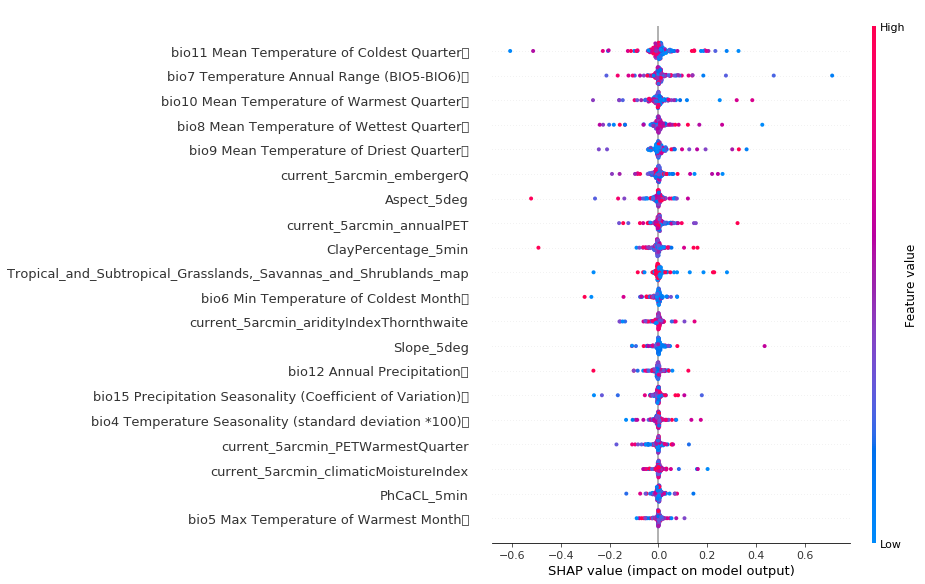 High
bio11 Mean Temperature of Coldest Quarter
bio7 Temperature Annual Range (BIO5-BIO6)
bio10 Mean Temperature of Warmest Quarter
bio8 Mean Temperature of Wettest Quarter
bio9 Mean Temperature of Driest Quarter
current_5arcmin_embergerQ
Aspect_5deg
current_5arcmin_annualPET
ClayPercentage_5min
Tropical_and_Subtropical_Grasslands,_Savannas_and_Shrublands_map
bio6 Min Temperature of Coldest Month
current_5arcmin_aridityIndexThornthwaite
Slope_5deg
bio12 Annual Precipitation
bio15 Precipitation Seasonality (Coefficient of Variation)
bio4 Temperature Seasonality (standard deviation *100)
current_5arcmin_PETWarmestQuarter
current_5arcmin_climaticMoistureIndex
PhCaCL_5min
bio5 Max Temperature of Warmest Month
Low
Feature value
−0.6 −0.4 −0.2 0.0 0.2 0.4 0.6
SHAP value (impact on model output)